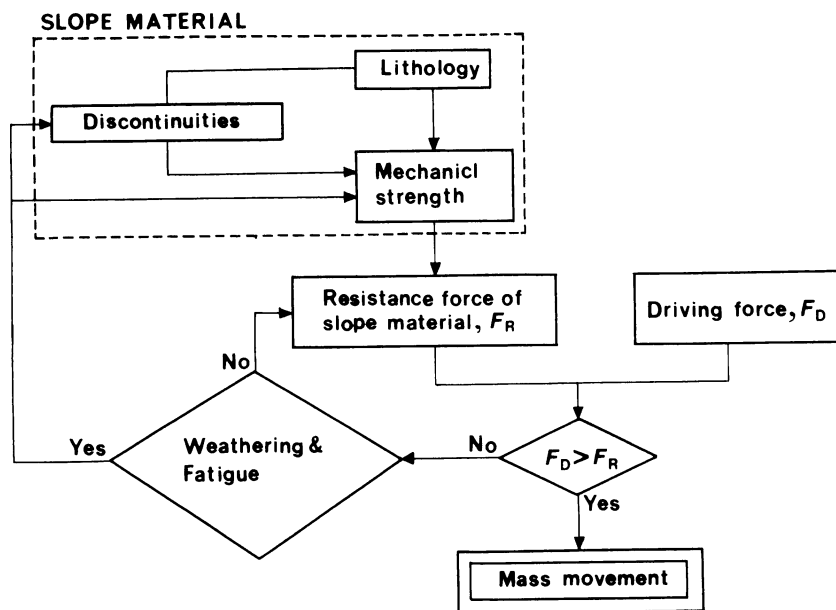 SLOPE MATERIAL
Lithology
Discontinuities
Mechanicl
strength
Resistance force of
slope material, FR
Driving force, FD
No
Yes
Weathering &
Fatigue
No
FD > FR
Yes
Mass movement